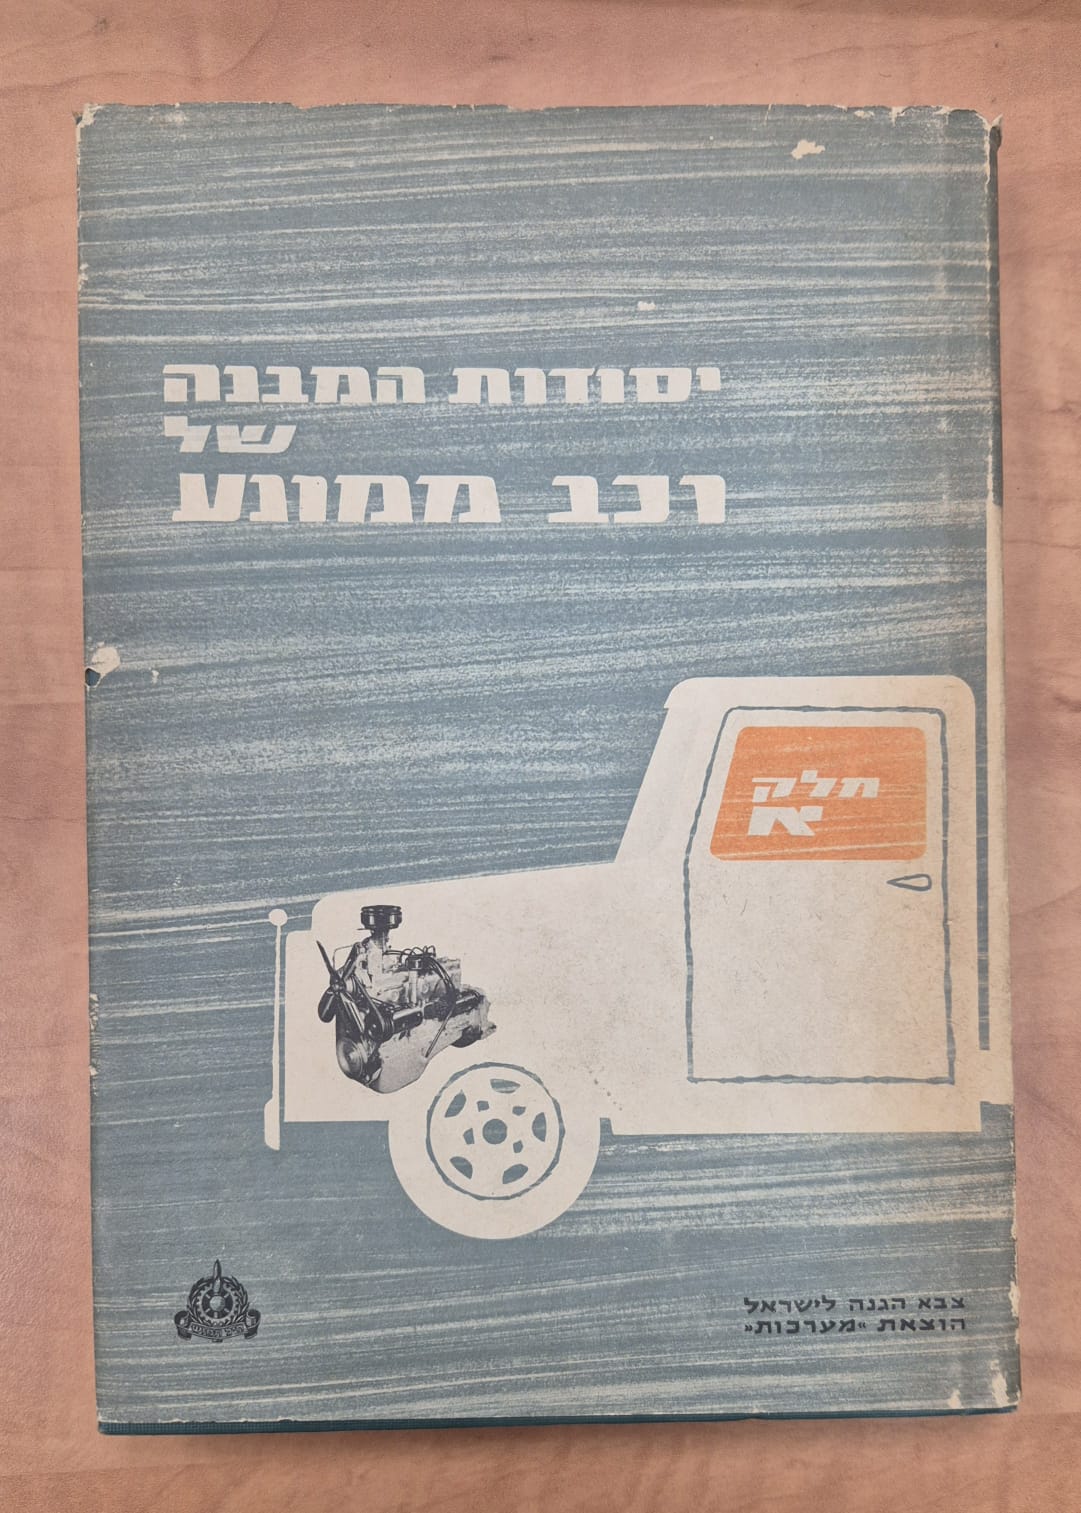 יסודות המבנה
של
רכב ממונע
חלק
א
צבא הגנה לישראל
הוצאת «מערכות»